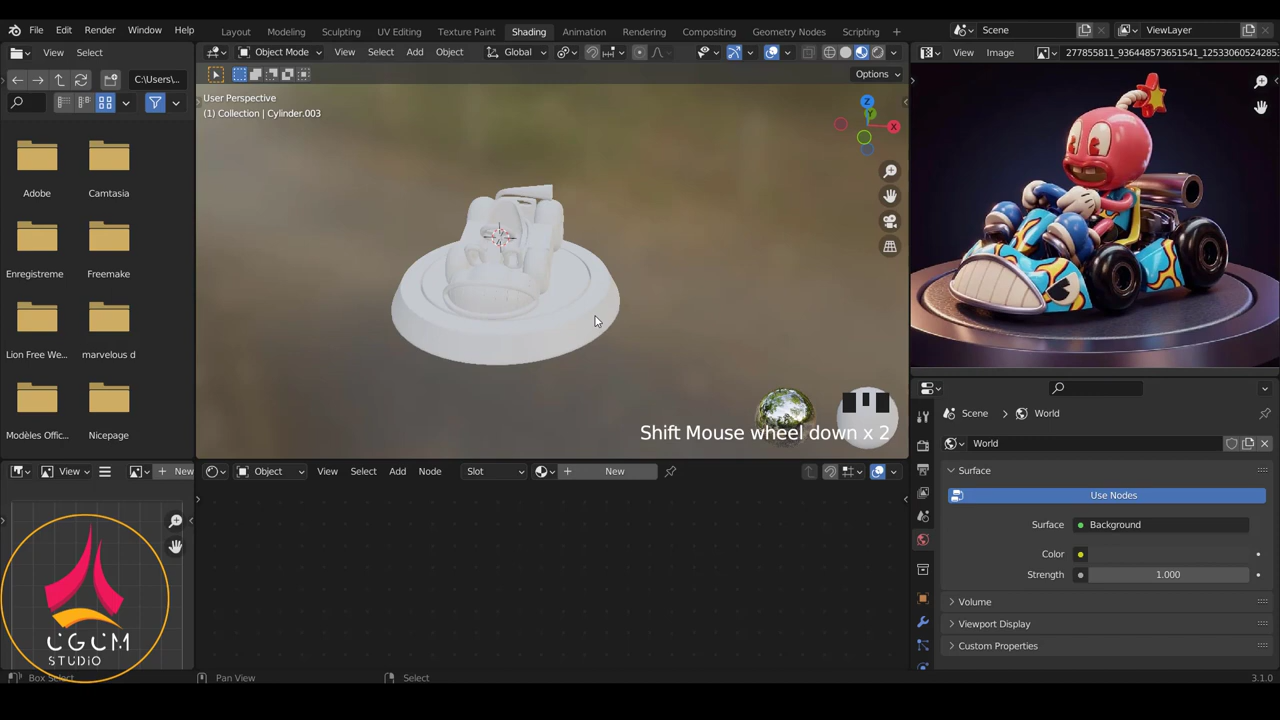 File Edit Render Window Help Layout Modeling Sculpting UV Editing Texture Paint Shading Animation Rendering Compositing Geometry Nodes Scripting Scene ViewLayer
View Select Object Mode View Select Add Object Global View Image 277855811_936448573651541_125330605242285
C:\Users\... Options
User Perspective
(1) Collection | Cylinder.003
Z
Y
X
Adobe Camtasia
Enregistreme Freemake
Lion Free We... marvelous d
Modèles Offic... Nicepage
Shift Mouse wheel down x 2
Scene > World
World
Surface
Use Nodes
Surface Background
Color
Strength 1.000
Volume
Viewport Display
Custom Properties
View New Object View Select Add Node Slot New
CGCM
STUDIO
Box Select Pan View Select 3.1.0